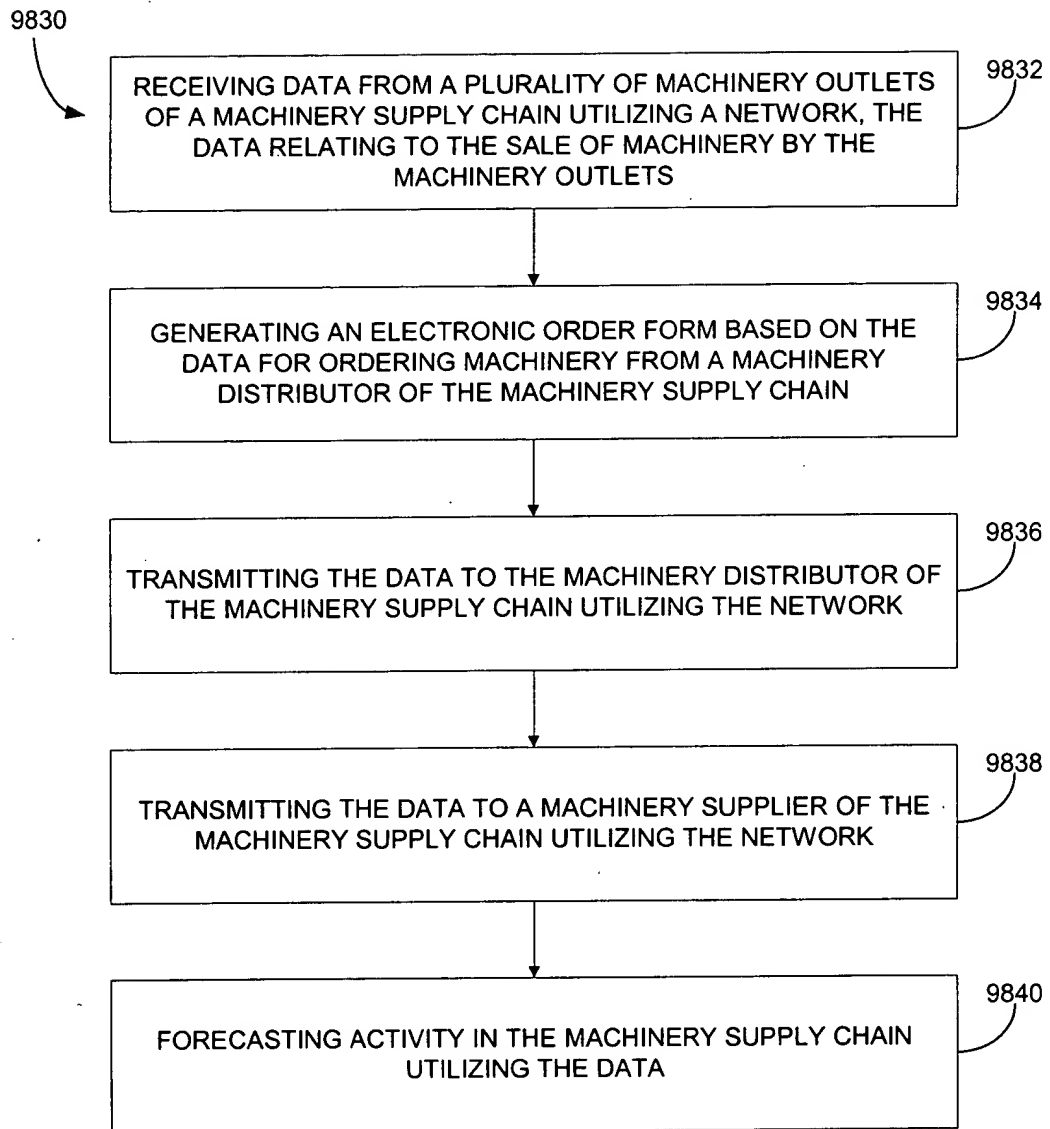 9830
RECEIVING DATA FROM A PLURALITY OF MACHINERY OUTLETS
OF A MACHINERY SUPPLY CHAIN UTILIZING A NETWORK, THE
DATA RELATING TO THE SALE OF MACHINERY BY THE
MACHINERY OUTLETS
9832
GENERATING AN ELECTRONIC ORDER FORM BASED ON THE
DATA FOR ORDERING MACHINERY FROM A MACHINERY
DISTRIBUTOR OF THE MACHINERY SUPPLY CHAIN
9834
TRANSMITTING THE DATA TO THE MACHINERY DISTRIBUTOR OF
THE MACHINERY SUPPLY CHAIN UTILIZING THE NETWORK
9836
TRANSMITTING THE DATA TO A MACHINERY SUPPLIER OF THE
MACHINERY SUPPLY CHAIN UTILIZING THE NETWORK
9838
FORECASTING ACTIVITY IN THE MACHINERY SUPPLY CHAIN
UTILIZING THE DATA
9840